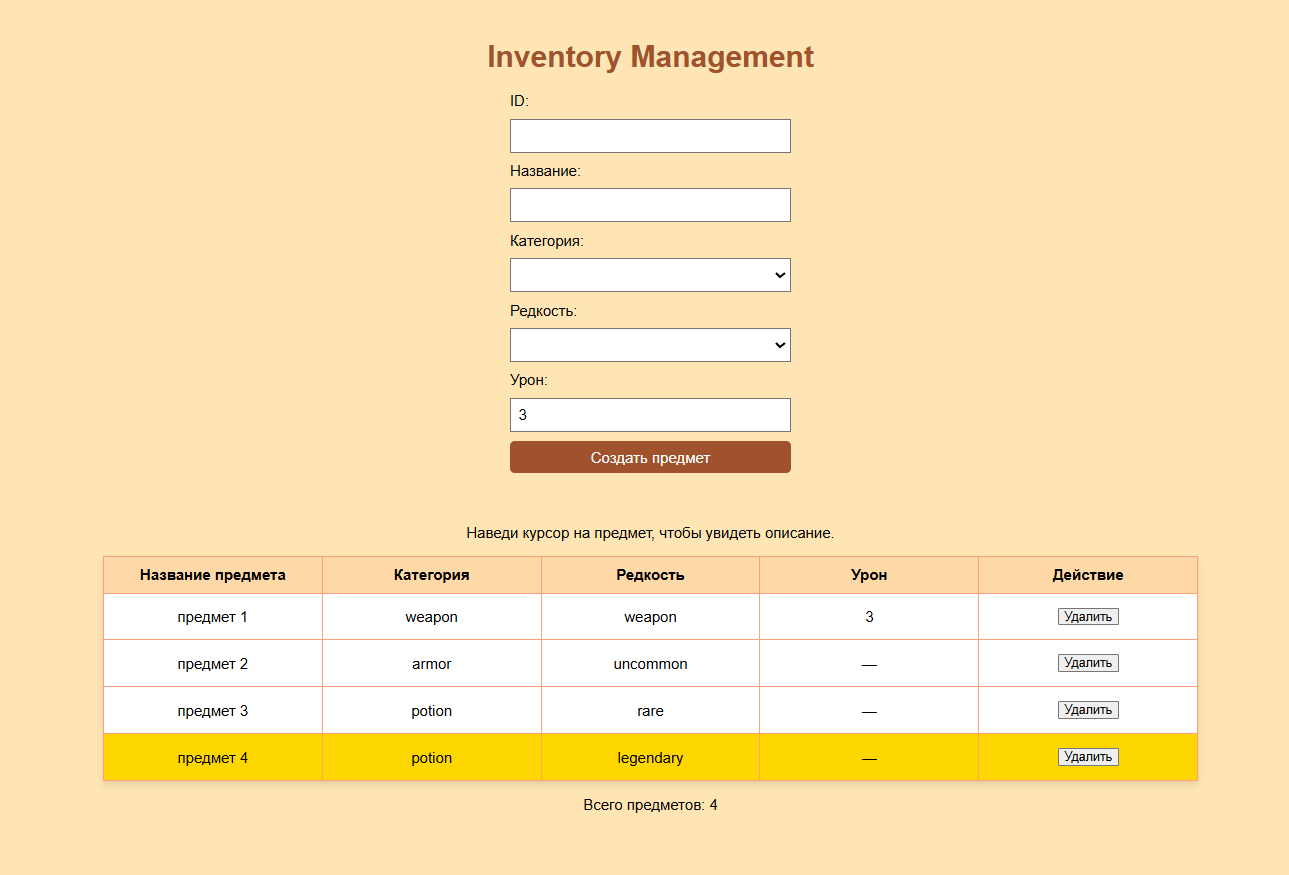 Inventory Management
ID:
Название:
Категория:
Редкость:
Урон:
3
Создать предмет
Наведи курсор на предмет, чтобы увидеть описание.
Название предмета Категория Редкость Урон Действие
предмет 1 weapon weapon 3 Удалить
предмет 2 armor uncommon — Удалить
предмет 3 potion rare — Удалить
предмет 4 potion legendary — Удалить
Всего предметов: 4